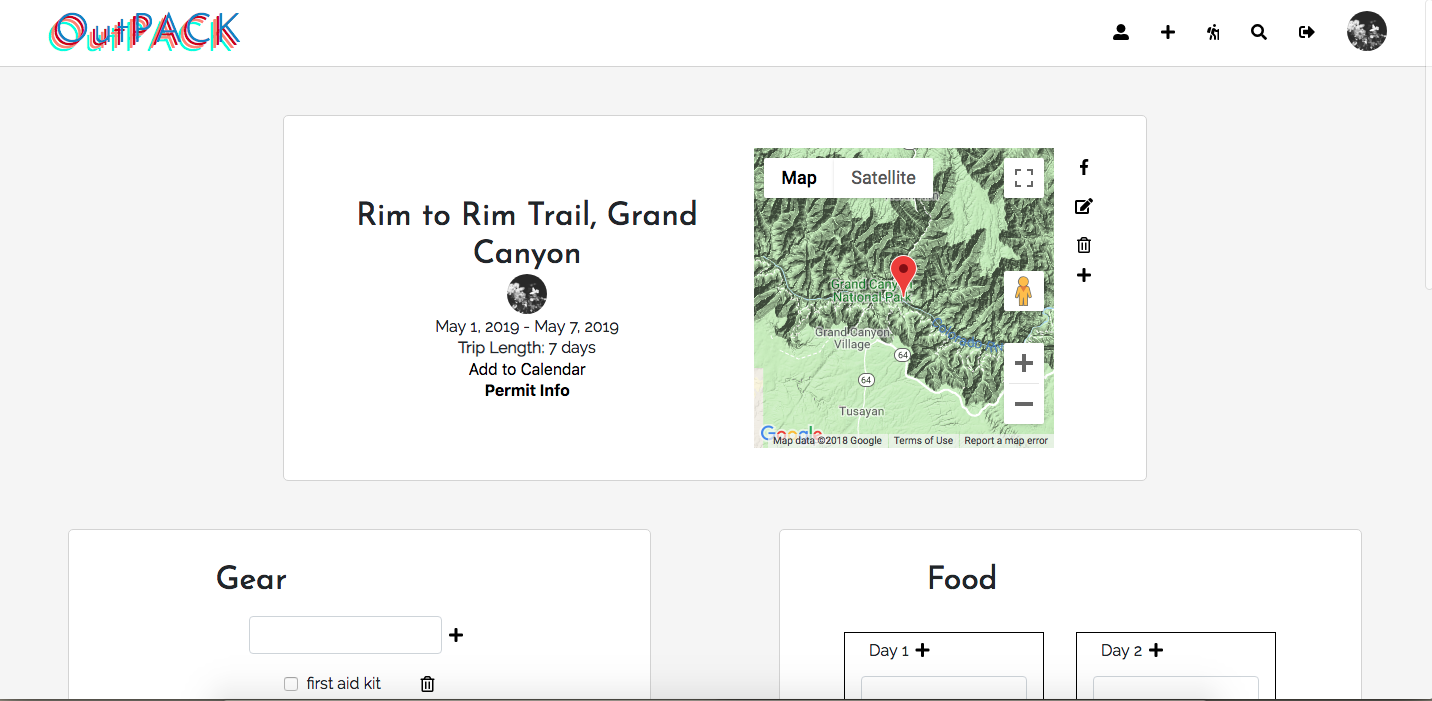 OutPACK
Rim to Rim Trail, Grand
Canyon
May 1, 2019 - May 7, 2019
Trip Length: 7 days
Add to Calendar
Permit Info
Map
Satellite
Grand Canyon
National Park
Grand Canyon
Village
64
64
Tusayan
Google
Map data ©2018 Google
Terms of Use
Report a map error
Gear
first aid kit
Food
Day 1
Day 2